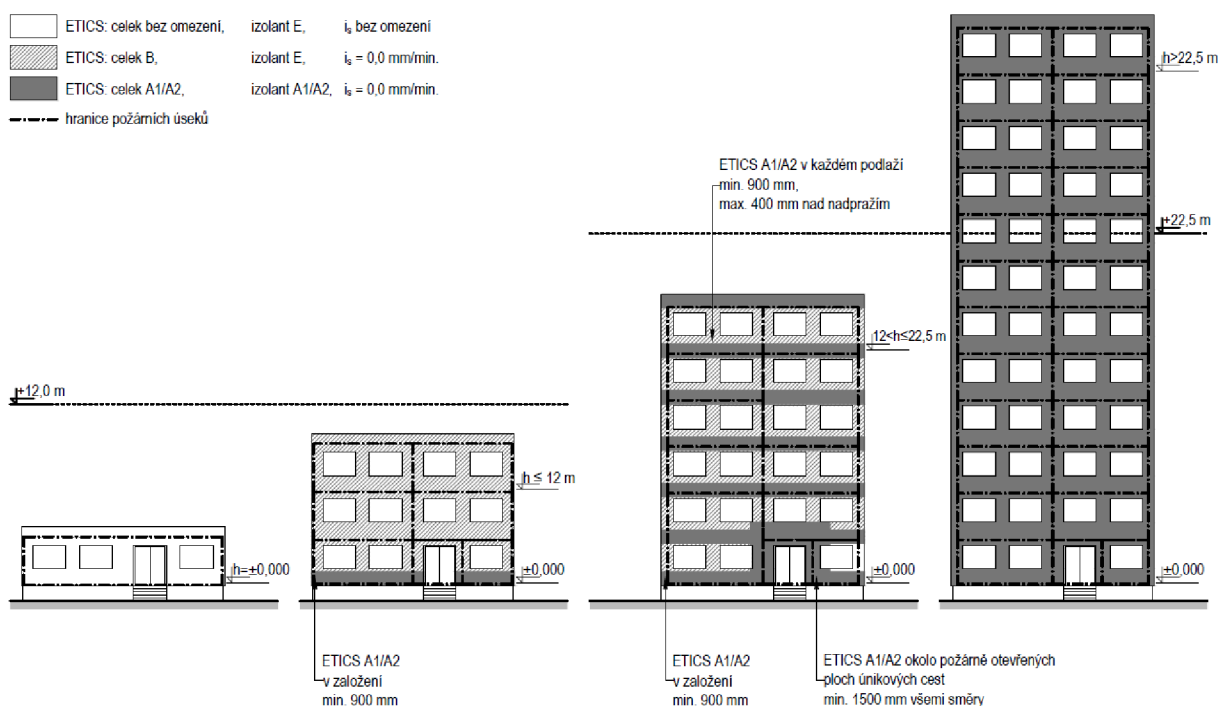 ETICS: celek bez omezení, izolant E, iₛ bez omezení
ETICS: celek B, izolant E, iₛ = 0,0 mm/min.
ETICS: celek A1/A2, izolant A1/A2, iₛ = 0,0 mm/min.
hranice požárních úseků
h>22,5 m
ETICS A1/A2 v každém podlaží
min. 900 mm,
max. 400 mm nad nadpražím
+22,5 m
12<h≤22,5 m
+12,0 m
h ≤ 12 m
h=±0,000
±0,000
±0,000
±0,000
ETICS A1/A2
v založení
min. 900 mm
ETICS A1/A2
v založení
min. 900 mm
ETICS A1/A2 okolo požárně otevřených
ploch únikových cest
min. 1500 mm všemi směry